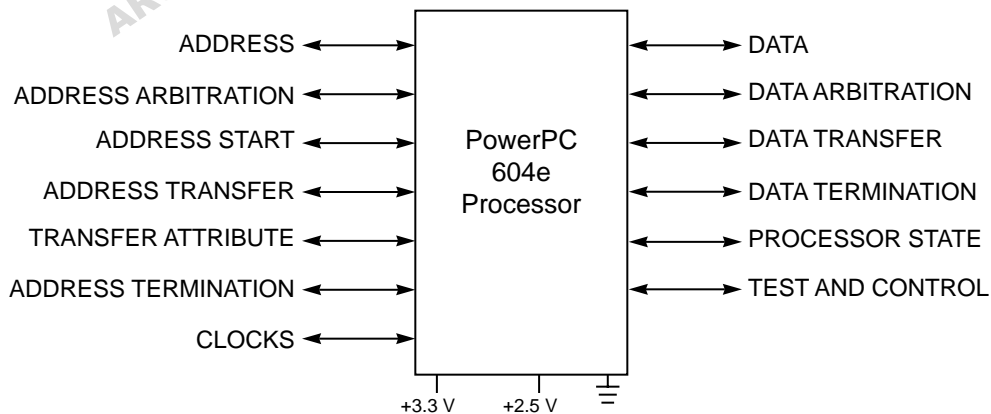 AR
ADDRESS
ADDRESS ARBITRATION
ADDRESS START
ADDRESS TRANSFER
TRANSFER ATTRIBUTE
ADDRESS TERMINATION
CLOCKS
PowerPC
604e
Processor
DATA
DATA ARBITRATION
DATA TRANSFER
DATA TERMINATION
PROCESSOR STATE
TEST AND CONTROL
+3.3 V
+2.5 V